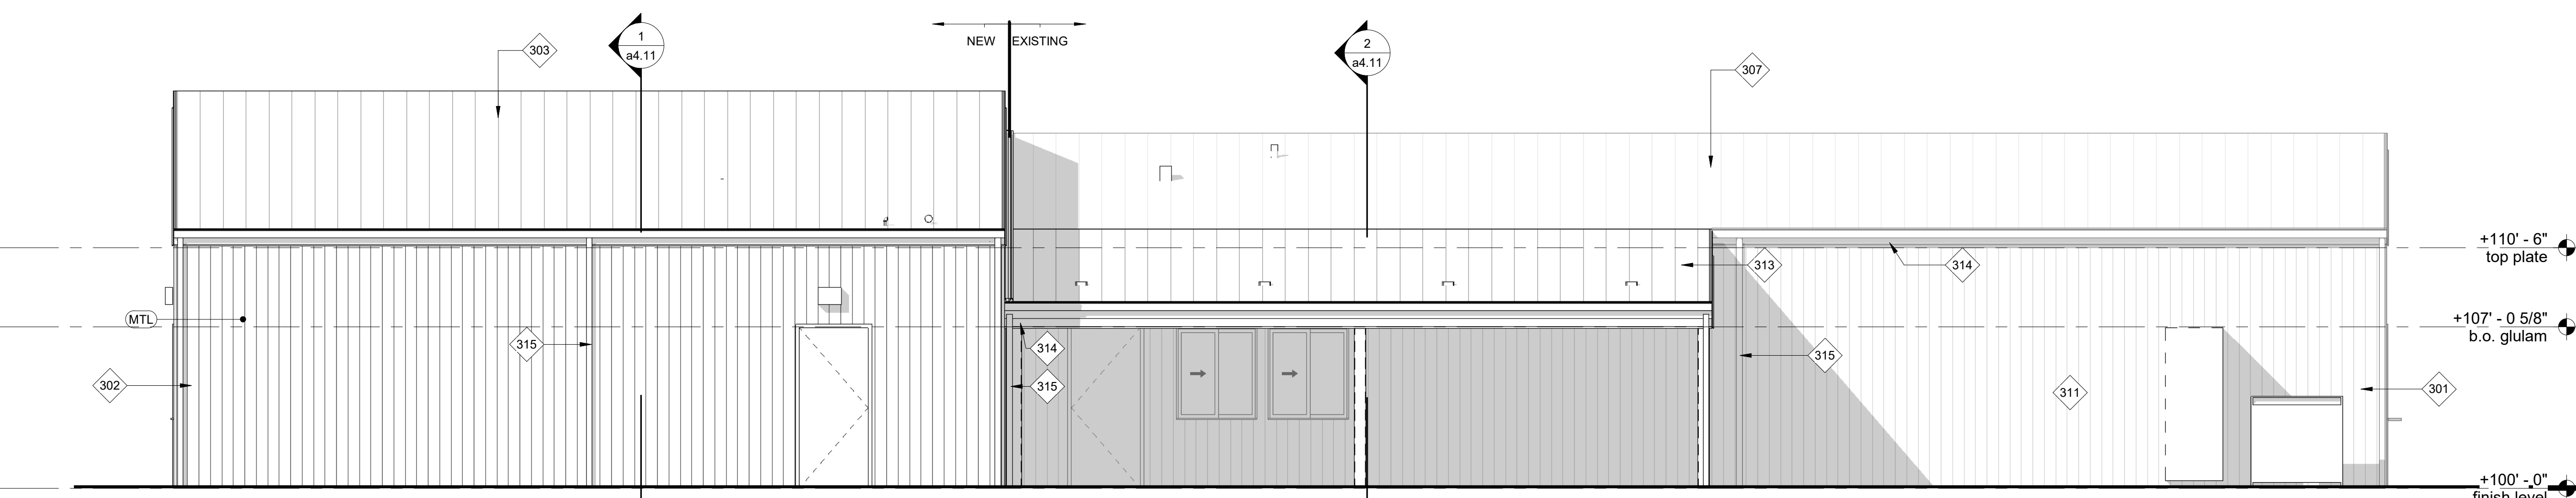 303
1
a4.11
NEW
EXISTING
2
a4.11
307
313
314
+110' - 6"
top plate
MTL
315
314
315
302
315
311
301
+107' - 0 5/8"
b.o. glulam
+100' - 0"
finish level